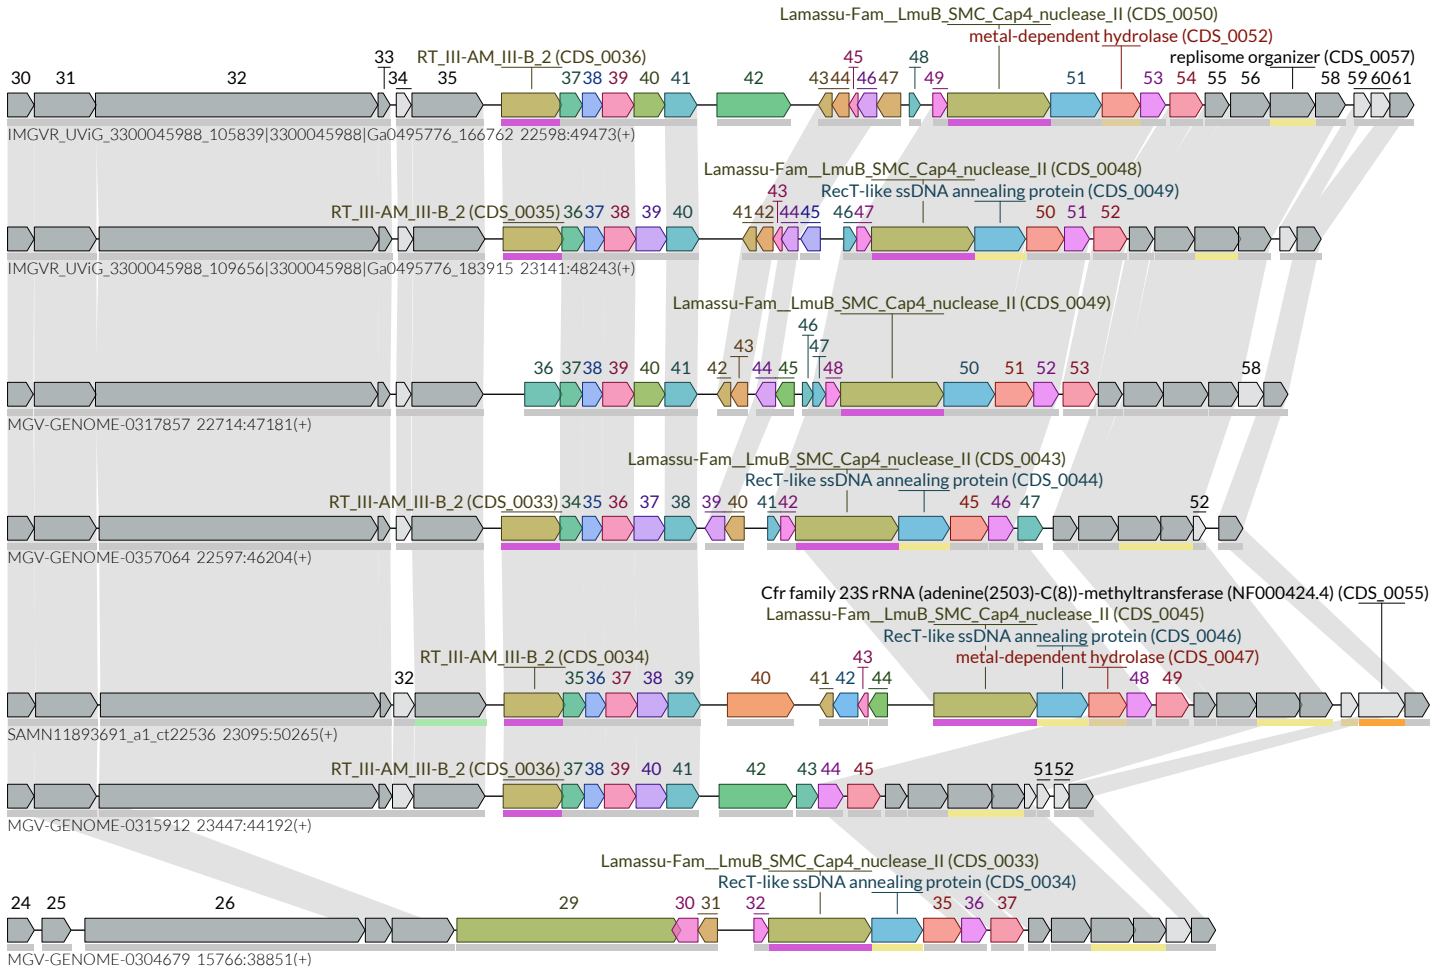 Lamassu-Fam__LmuB_SMC_Cap4_nuclease_II (CDS_0050)
metal-dependent hydrolase (CDS_0052)
33 RT_III-AM_III-B_2 (CDS_0036) 45 48 replisome organizer (CDS_0057)
30 31 32 34 35 37 38 39 40 41 42 43 44 46 47 49 51 53 54 55 56 58 59 60 61
IMGVR_UViG_3300045988_105839|3300045988|Ga0495776_166762 22598:49473(+)
Lamassu-Fam__LmuB_SMC_Cap4_nuclease_II (CDS_0048)
43 RecT-like ssDNA annealing protein (CDS_0049)
RT_III-AM_III-B_2 (CDS_0035) 36 37 38 39 40 41 42 44 45 46 47 50 51 52
IMGVR_UViG_3300045988_109656|3300045988|Ga0495776_183915 23141:48243(+)
Lamassu-Fam__LmuB_SMC_Cap4_nuclease_II (CDS_0049)
46
43 47
36 37 38 39 40 41 42 44 45 48 50 51 52 53 58
MGV-GENOME-0317857 22714:47181(+)
Lamassu-Fam__LmuB_SMC_Cap4_nuclease_II (CDS_0043)
RecT-like ssDNA annealing protein (CDS_0044)
RT_III-AM_III-B_2 (CDS_0033) 34 35 36 37 38 39 40 41 42 45 46 47 52
MGV-GENOME-0357064 22597:46204(+)
Cfr family 23S rRNA (adenine(2503)-C(8))-methyltransferase (NF000424.4) (CDS_0055)
Lamassu-Fam__LmuB_SMC_Cap4_nuclease_II (CDS_0045)
RecT-like ssDNA annealing protein (CDS_0046)
RT_III-AM_III-B_2 (CDS_0034) 43 metal-dependent hydrolase (CDS_0047)
32 35 36 37 38 39 40 41 42 44 48 49
SAMN11893691_a1_ct22536 23095:50265(+)
RT_III-AM_III-B_2 (CDS_0036) 37 38 39 40 41 42 43 44 45 51 52
MGV-GENOME-0315912 23447:44192(+)
Lamassu-Fam__LmuB_SMC_Cap4_nuclease_II (CDS_0033)
RecT-like ssDNA annealing protein (CDS_0034)
24 25 26 29 30 31 32 35 36 37
MGV-GENOME-0304679 15766:38851(+)